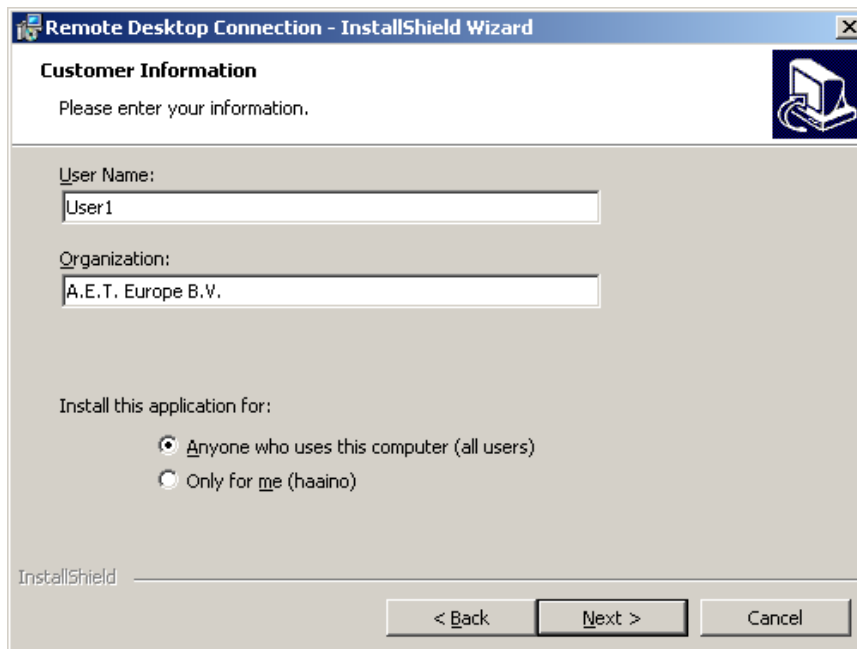 Remote Desktop Connection - InstallShield Wizard
Customer Information
Please enter your information.
User Name:
User1
Organization:
A.E.T. Europe B.V.
Install this application for:
Anyone who uses this computer (all users)
Only for me (haaino)
InstallShield
< Back
Next >
Cancel